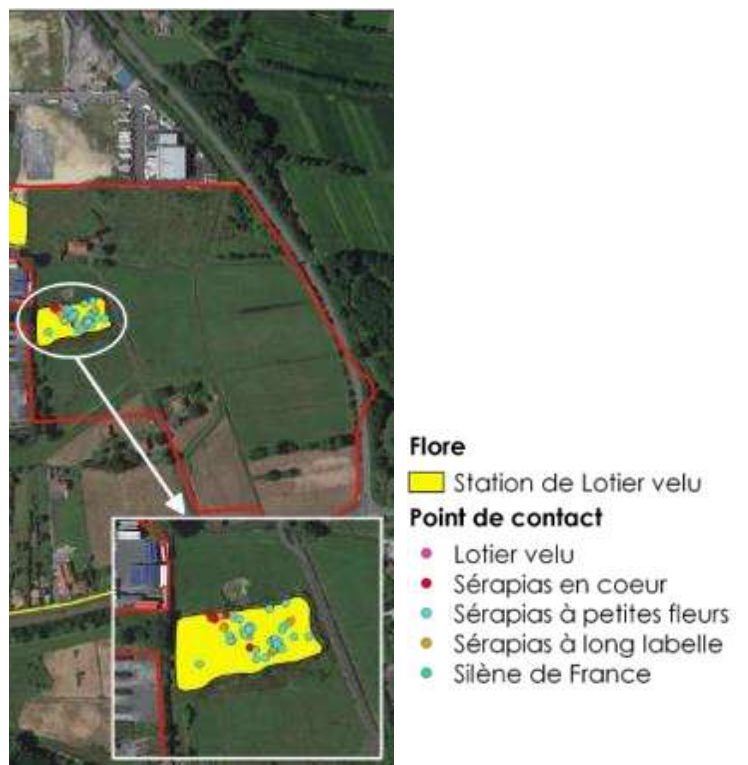 Flore
Station de Lotier velu
Point de contact
Lotier velu
Sérapias en coeur
Sérapias à petites fleurs
Sérapias à long labelle
Silène de France